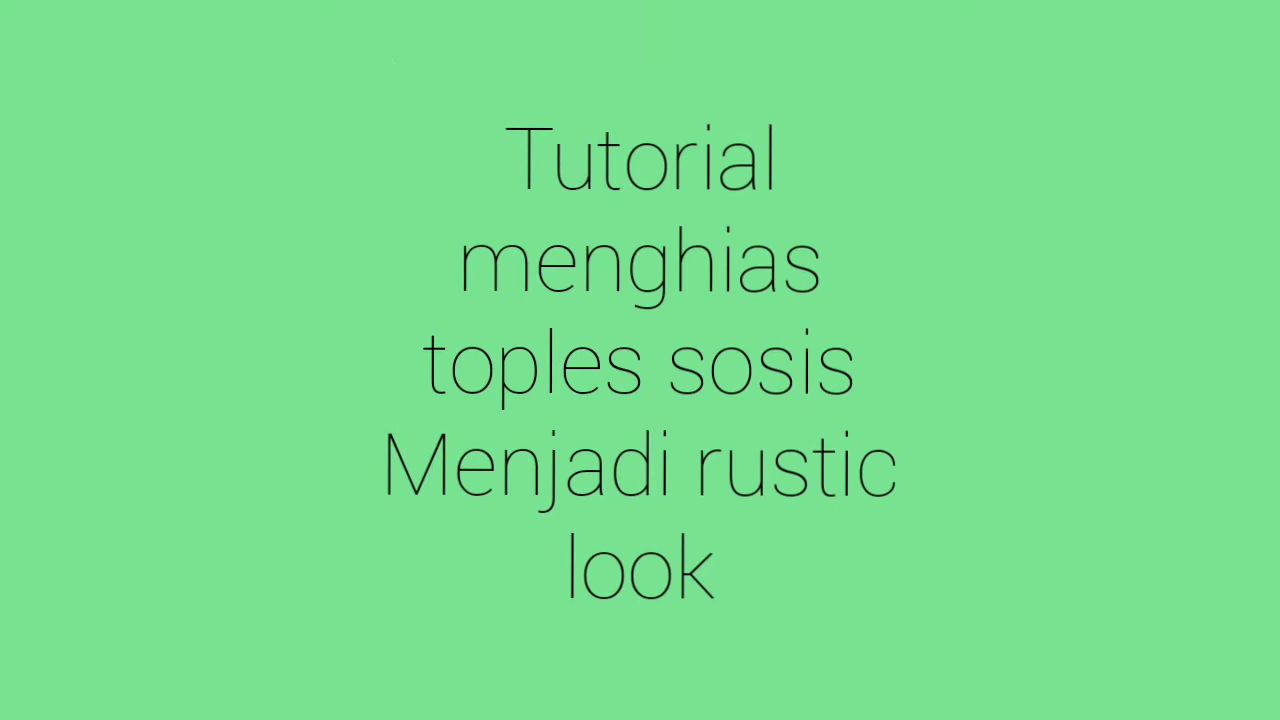 Tutorial
menghias
toples sosis
Menjadi rustic
look